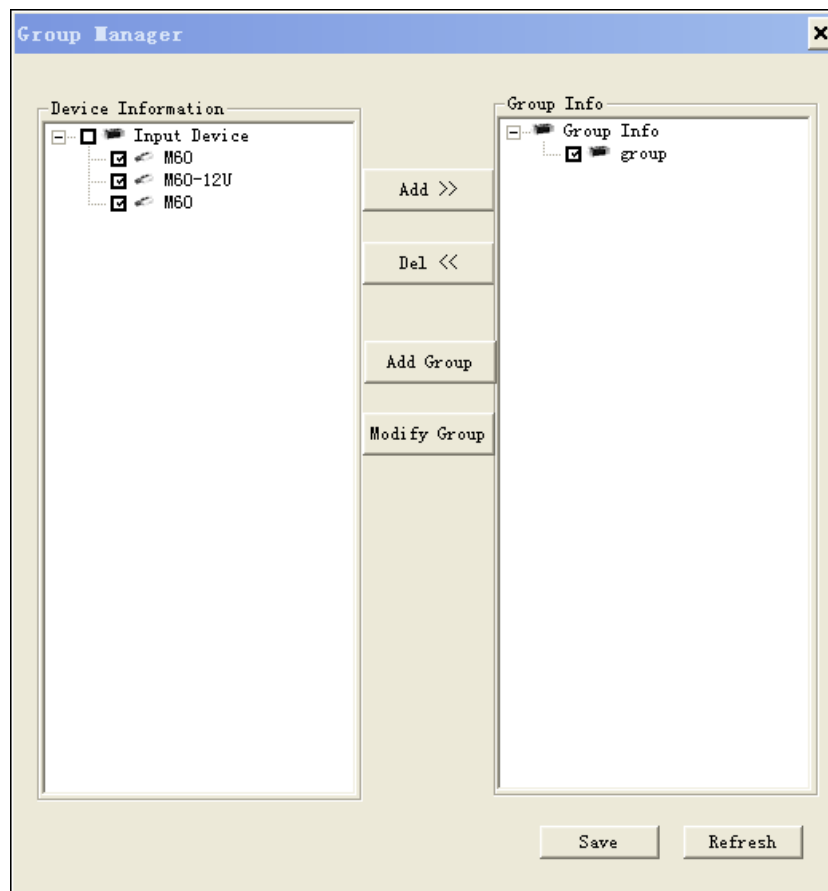 Group Manager
Device Information
Input Device
M60
M60-12U
M60
Add >>
Del <<
Add Group
Modify Group
Group Info
Group Info
group
Save
Refresh